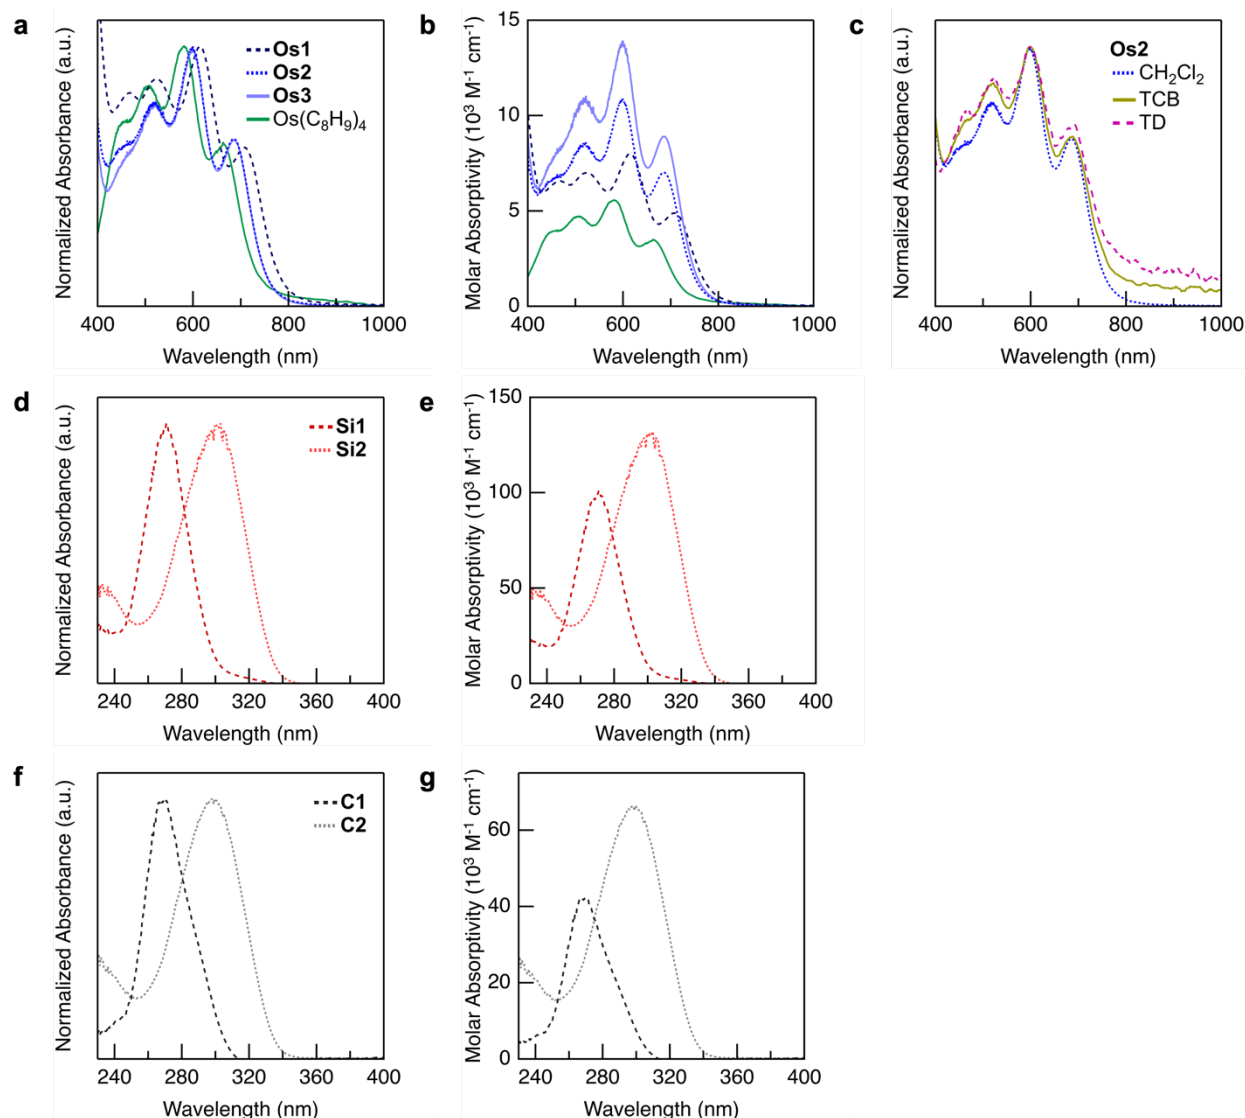 a
Normalized Absorbance (a.u.)
Os1
Os2
Os3
Os(C₈H₉)₄
400
600
800
1000
Wavelength (nm)
b
Molar Absorptivity (10³ M⁻¹ cm⁻¹)
15
10
5
0
400
600
800
1000
Wavelength (nm)
c
Normalized Absorbance (a.u.)
Os2
CH₂Cl₂
TCB
TD
400
600
800
1000
Wavelength (nm)
d
Normalized Absorbance (a.u.)
Si1
Si2
240
280
320
360
400
Wavelength (nm)
e
Molar Absorptivity (10³ M⁻¹ cm⁻¹)
150
100
50
0
240
280
320
360
400
Wavelength (nm)
f
Normalized Absorbance (a.u.)
C1
C2
240
280
320
360
400
Wavelength (nm)
g
Molar Absorptivity (10³ M⁻¹ cm⁻¹)
60
40
20
0
240
280
320
360
400
Wavelength (nm)